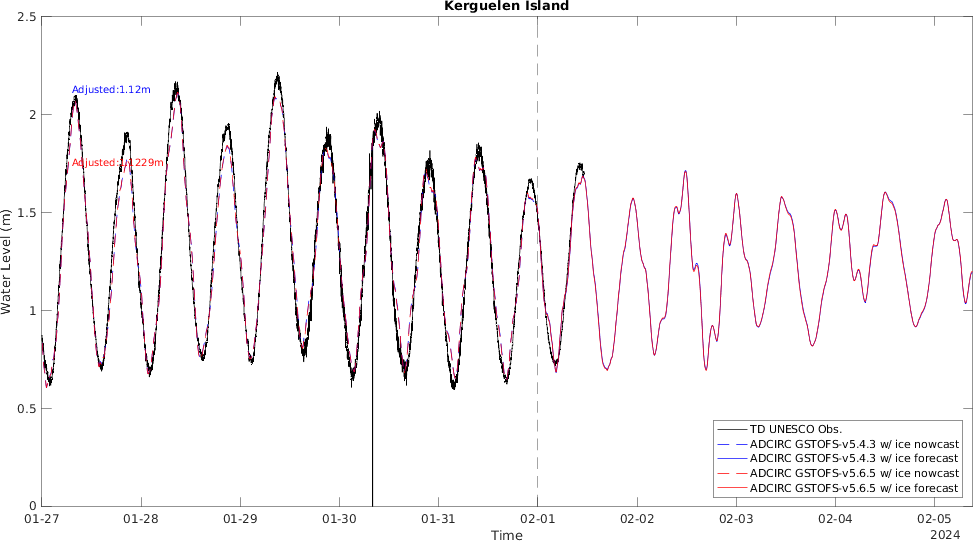 Kerguelen Island
2.5
2
1.5
1
0.5
0
Water Level (m)
Adjusted:1.12m
01-27
01-28
01-29
01-30
01-31
02-01
02-02
02-03
02-04
02-05
2024
Time
TD UNESCO Obs.
ADCIRC GSTOFS-v5.4.3 w/ ice nowcast
ADCIRC GSTOFS-v5.4.3 w/ ice forecast
ADCIRC GSTOFS-v5.6.5 w/ ice nowcast
ADCIRC GSTOFS-v5.6.5 w/ ice forecast